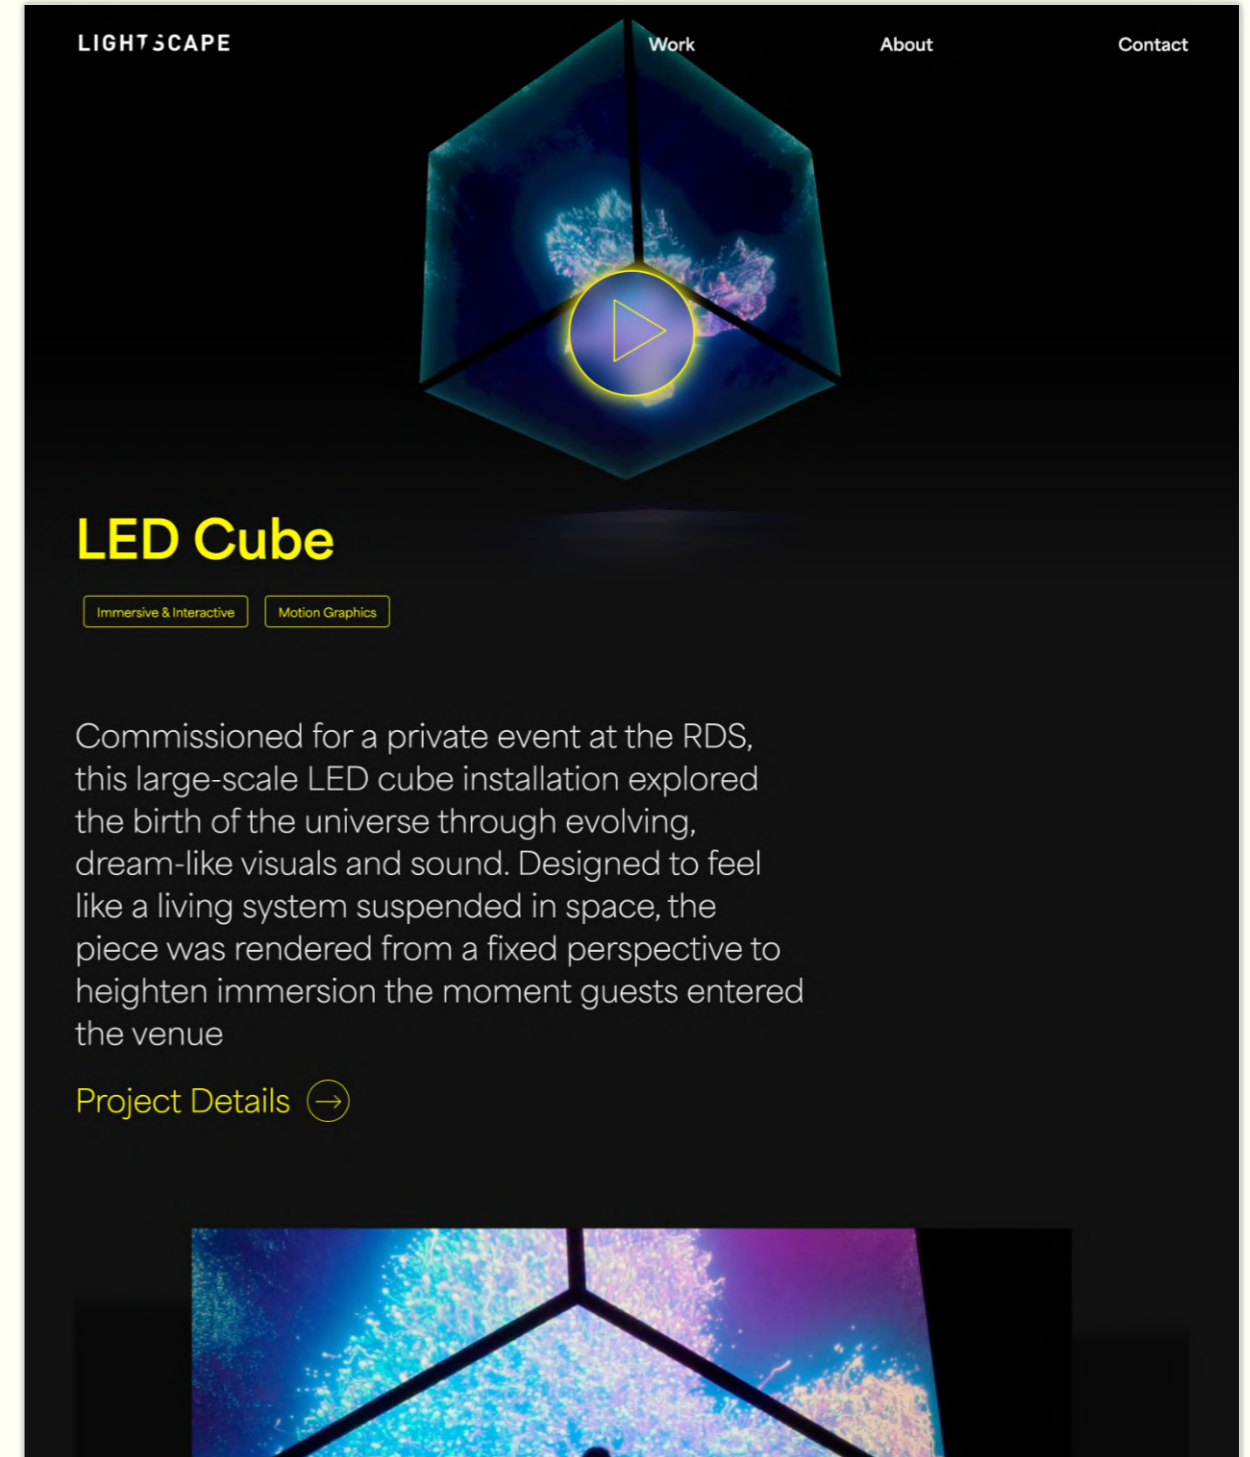 LIGHTSCAPE
Work
About
Contact
LED Cube
Immersive & Interactive
Motion Graphics
Commissioned for a private event at the RDS,
this large-scale LED cube installation explored
the birth of the universe through evolving,
dream-like visuals and sound. Designed to feel
like a living system suspended in space, the
piece was rendered from a fixed perspective to
heighten immersion the moment guests entered
the venue
Project Details